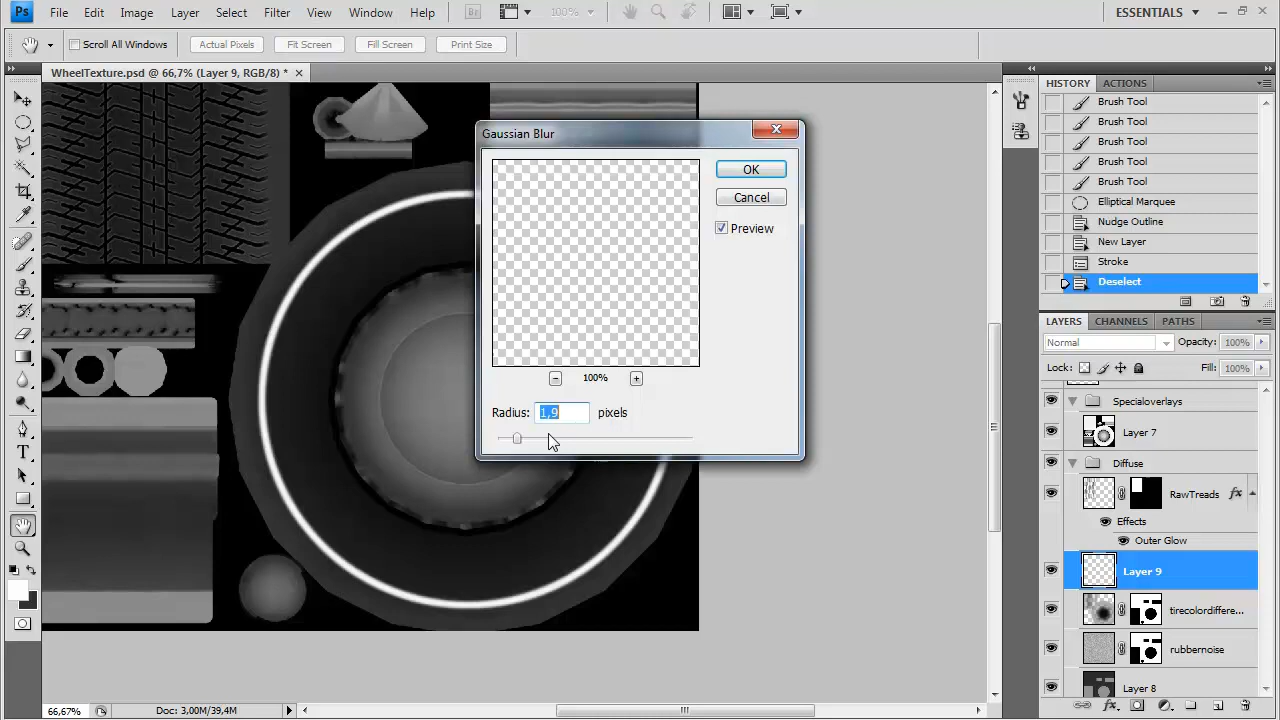 Ps File Edit Image Layer Select Filter View Window Help Br 100% ESSENTIALS
Scroll All Windows Actual Pixels Fit Screen Fill Screen Print Size
WheelTexture.psd @ 66,7% (Layer 9, RGB/8) *
HISTORY ACTIONS
Brush Tool
Brush Tool
Brush Tool
Brush Tool
Brush Tool
Elliptical Marquee
Nudge Outline
New Layer
Stroke
Deselect
Gaussian Blur
OK
Cancel
Preview
100%
Radius: 1,9 pixels
LAYERS CHANNELS PATHS
Normal Opacity: 100%
Lock: Fill: 100%
Specialoverlays
Layer 7
Diffuse
RawTreads fx
Effects
Outer Glow
Layer 9
tirecolordiffere...
rubbernoise
Layer 8
66,67% Doc: 3,00M/39,4M